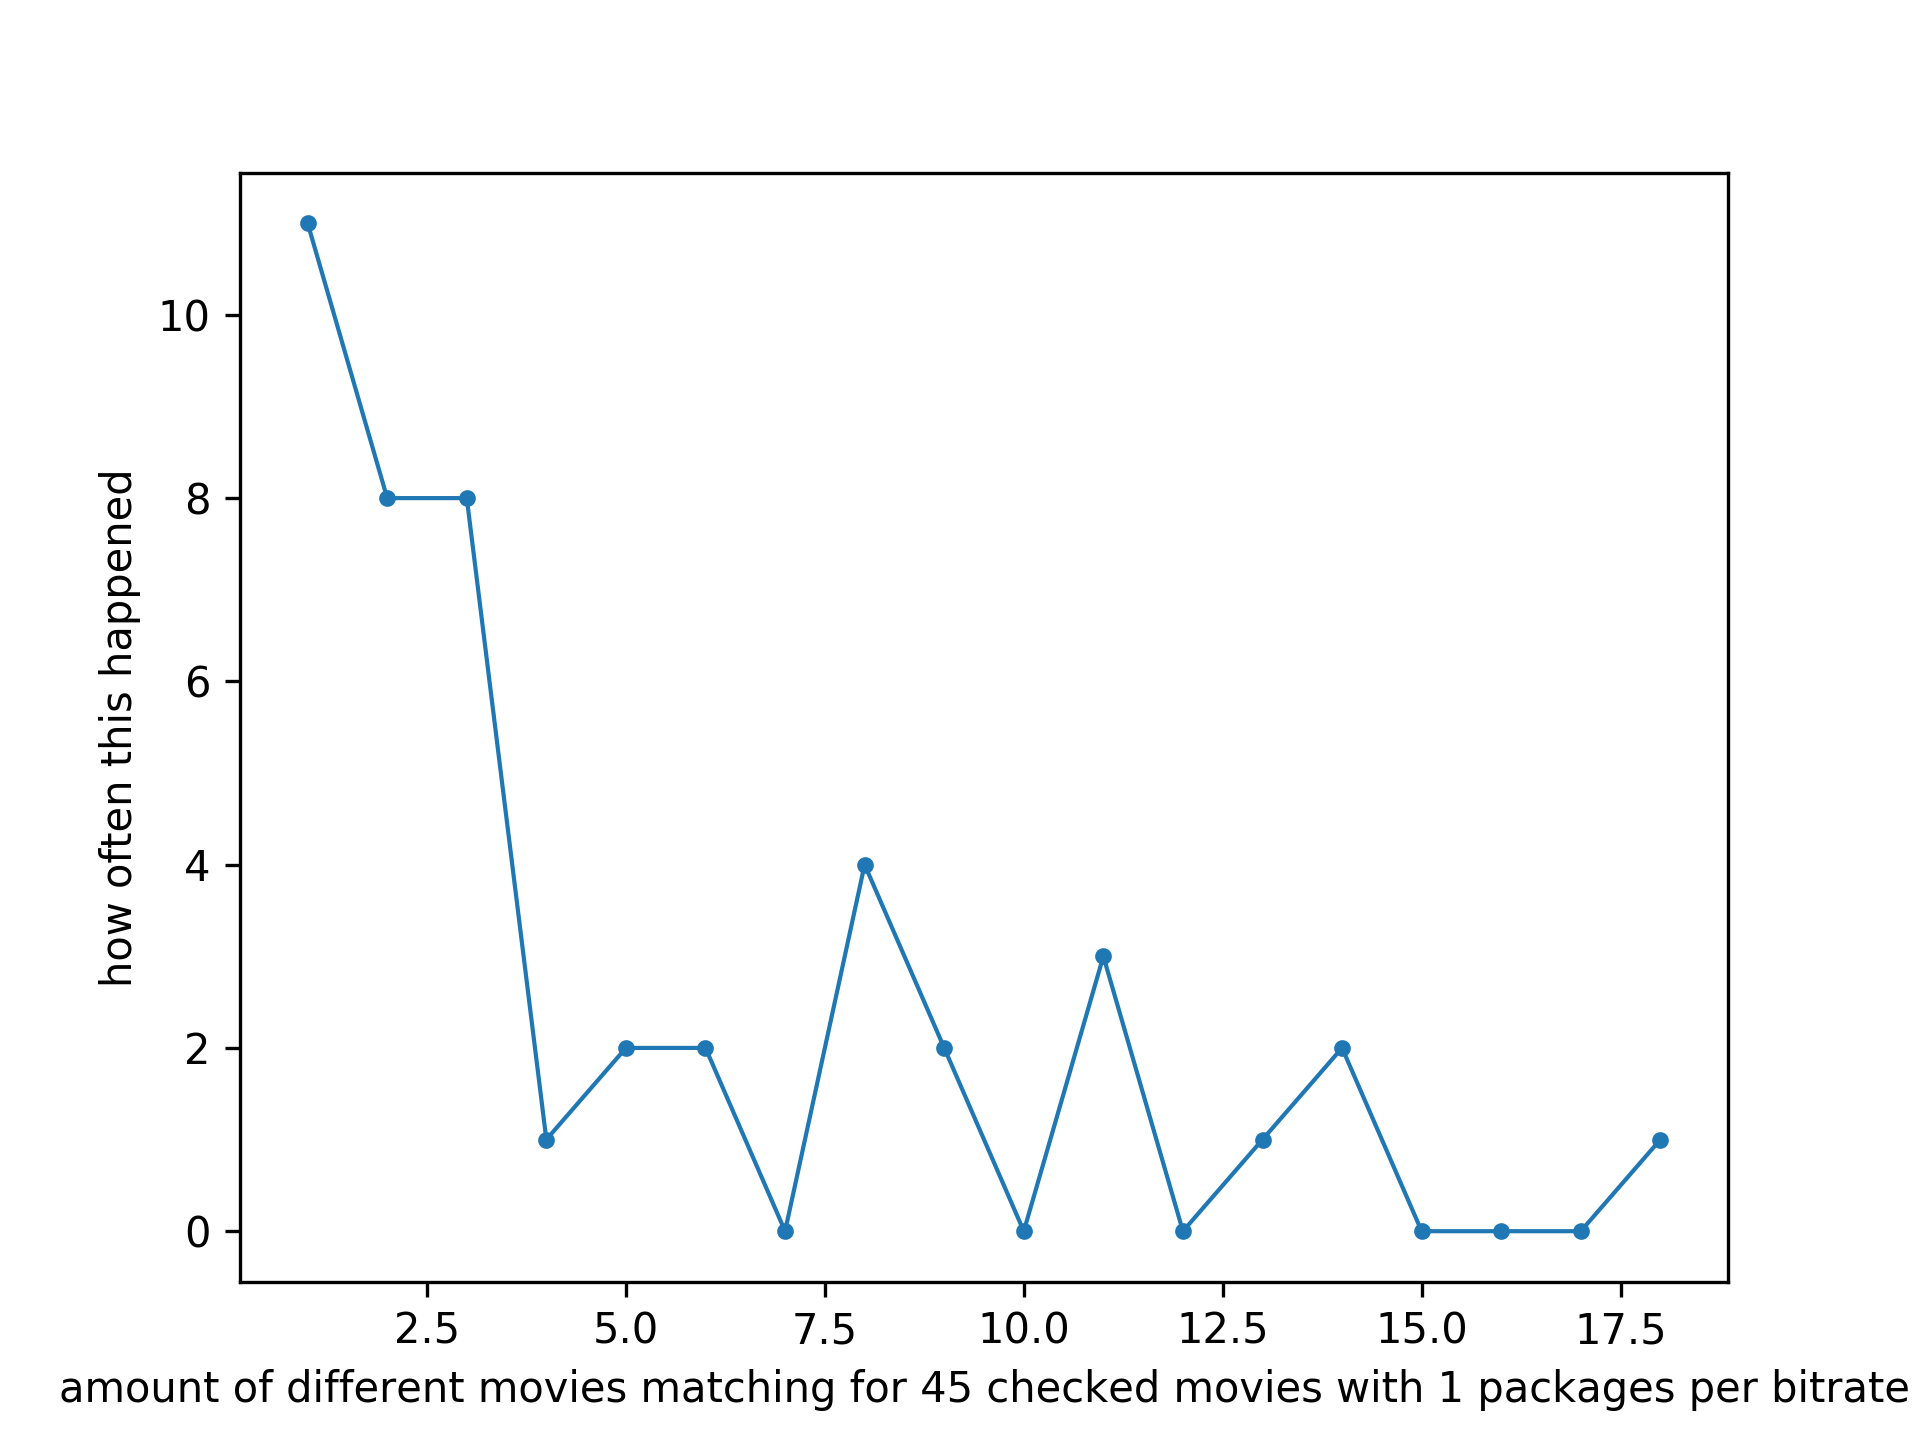 how often this happened
10
8
6
4
2
0
2.5 5.0 7.5 10.0 12.5 15.0 17.5
amount of different movies matching for 45 checked movies with 1 packages per bitrate